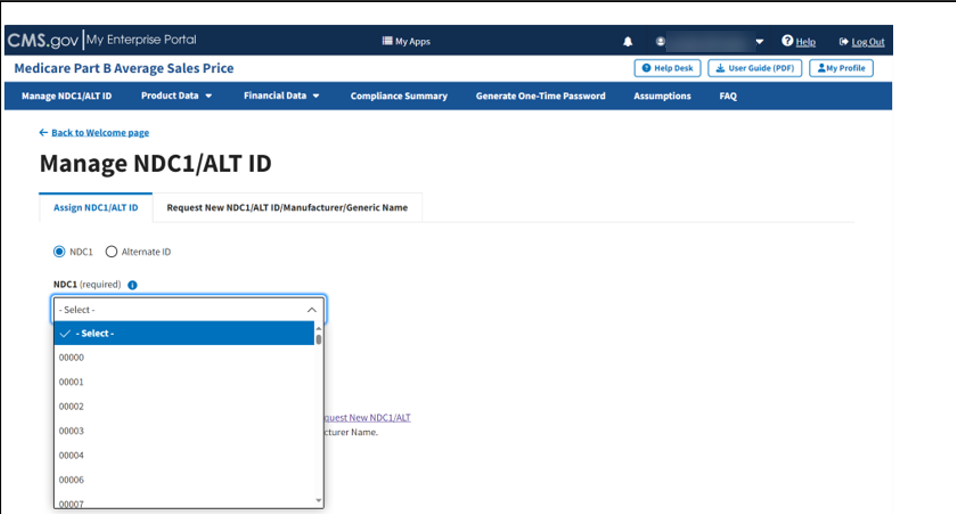 CMS.gov My Enterprise Portal My Apps Help Log Out
Medicare Part B Average Sales Price Help Desk User Guide (PDF) My Profile
Manage NDC1/ALT ID Product Data Financial Data Compliance Summary Generate One-Time Password Assumptions FAQ
Back to Welcome page
Manage NDC1/ALT ID
Assign NDC1/ALT ID Request New NDC1/ALT ID/Manufacturer/Generic Name
NDC1 Alternate ID
NDC1 (required)
- Select -
- Select -
00000
00001
00002
quest New NDC1/ALT
00003
cturer Name.
00004
00006
00007